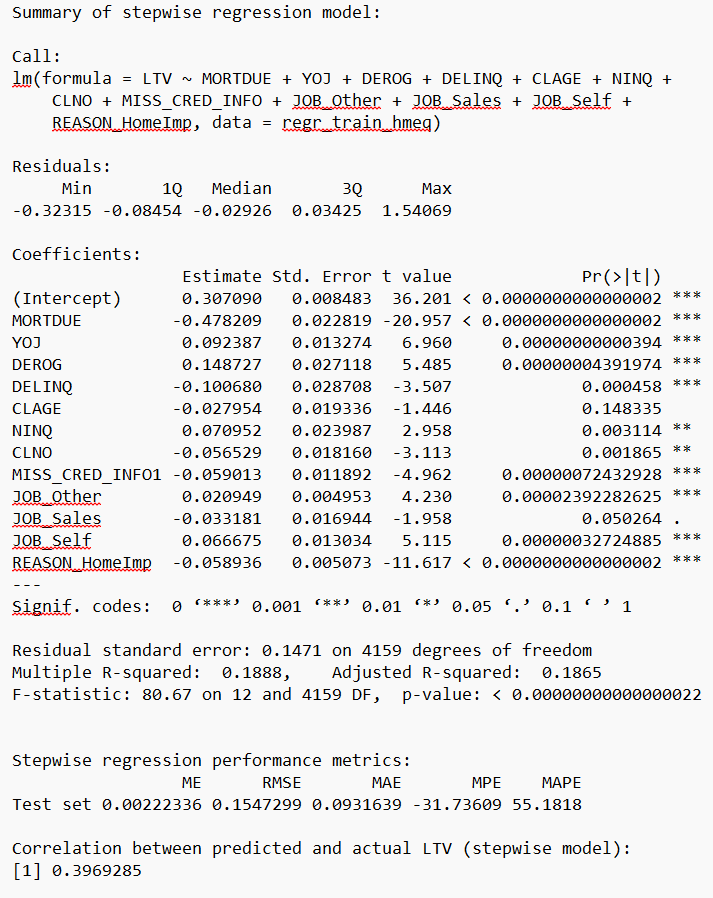 Summary of stepwise regression model:
Call:
lm(formula = LTV ~ MORTDUE + YOJ + DEROG + DELINQ + CLAGE + NINQ +
CLNO + MISS_CRED_INFO + JOB_Other + JOB_Sales + JOB_Self +
REASON_HomeImp, data = regr_train_hmeq)
Residuals:
Min 1Q Median 3Q Max
-0.32315 -0.08454 -0.02926 0.03425 1.54069
Coefficients:
Estimate Std. Error t value Pr(>|t|)
(Intercept) 0.307090 0.008483 36.201 < 0.0000000000000002 ***
MORTDUE -0.478209 0.022819 -20.957 < 0.0000000000000002 ***
YOJ 0.092387 0.013274 6.960 0.00000000000394 ***
DEROG 0.148727 0.027118 5.485 0.00000004391974 ***
DELINQ -0.100680 0.028708 -3.507 0.000458 ***
CLAGE -0.027954 0.019336 -1.446 0.148335
NINQ 0.070952 0.023987 2.958 0.003114 **
CLNO -0.056529 0.018160 -3.113 0.001865 **
MISS_CRED_INFO1 -0.059013 0.011892 -4.962 0.00000072432928 ***
JOB_Other 0.020949 0.004953 4.230 0.00002392282625 ***
JOB_Sales -0.033181 0.016944 -1.958 0.050264 .
JOB_Self 0.066675 0.013034 5.115 0.00000032724885 ***
REASON_HomeImp -0.058936 0.005073 -11.617 < 0.0000000000000002 ***
---
Signif. codes: 0 ‘***’ 0.001 ‘**’ 0.01 ‘*’ 0.05 ‘.’ 0.1 ‘ ’ 1
Residual standard error: 0.1471 on 4159 degrees of freedom
Multiple R-squared: 0.1888, Adjusted R-squared: 0.1865
F-statistic: 80.67 on 12 and 4159 DF, p-value: < 0.00000000000000022
Stepwise regression performance metrics:
ME RMSE MAE MPE MAPE
Test set 0.00222336 0.1547299 0.0931639 -31.73609 55.1818
Correlation between predicted and actual LTV (stepwise model):
[1] 0.3969285